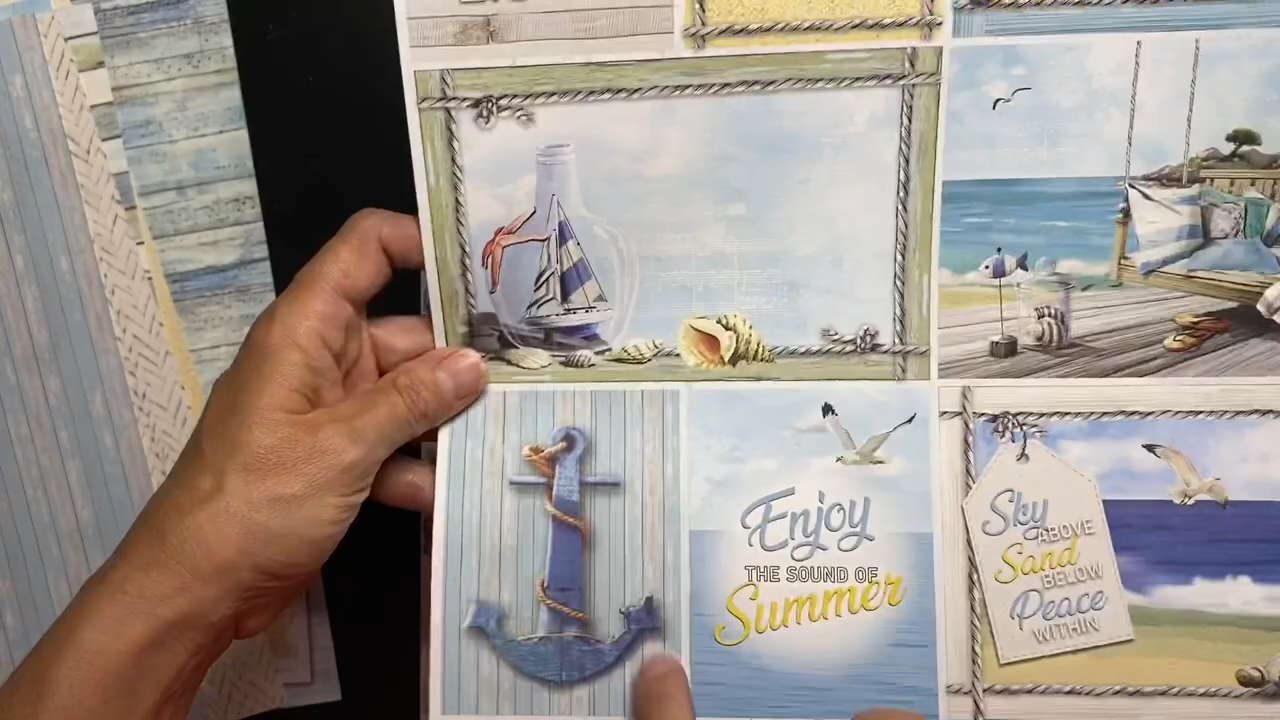 Enjoy
THE SOUND OF
Summer
Sky
ABOVE
Sand
BELOW
Peace
WITHIN